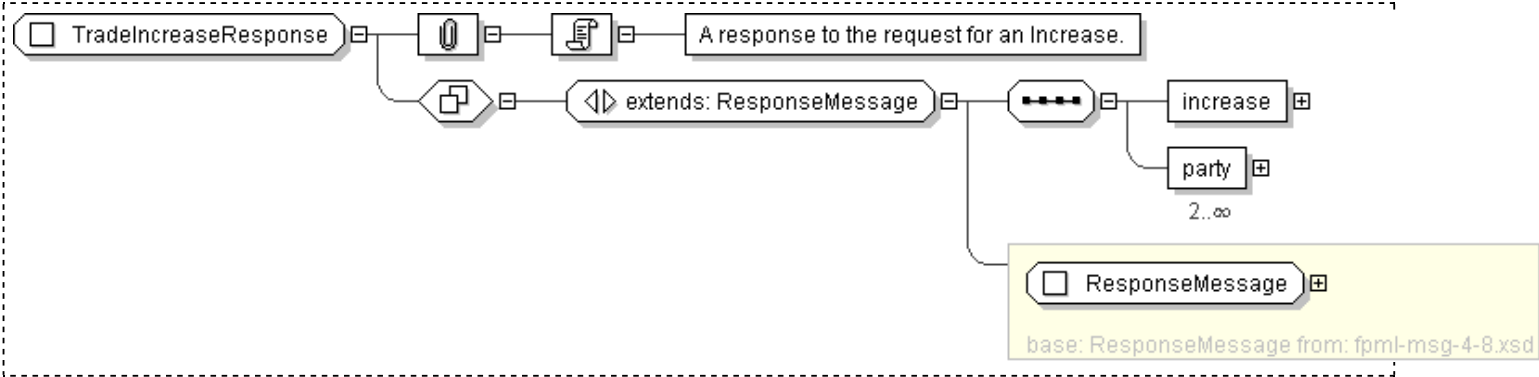 TradeIncreaseResponse
A response to the request for an Increase.
extends: ResponseMessage
increase
party
2..∞
ResponseMessage
base: ResponseMessage from: fpml-msg-4-8.xsd